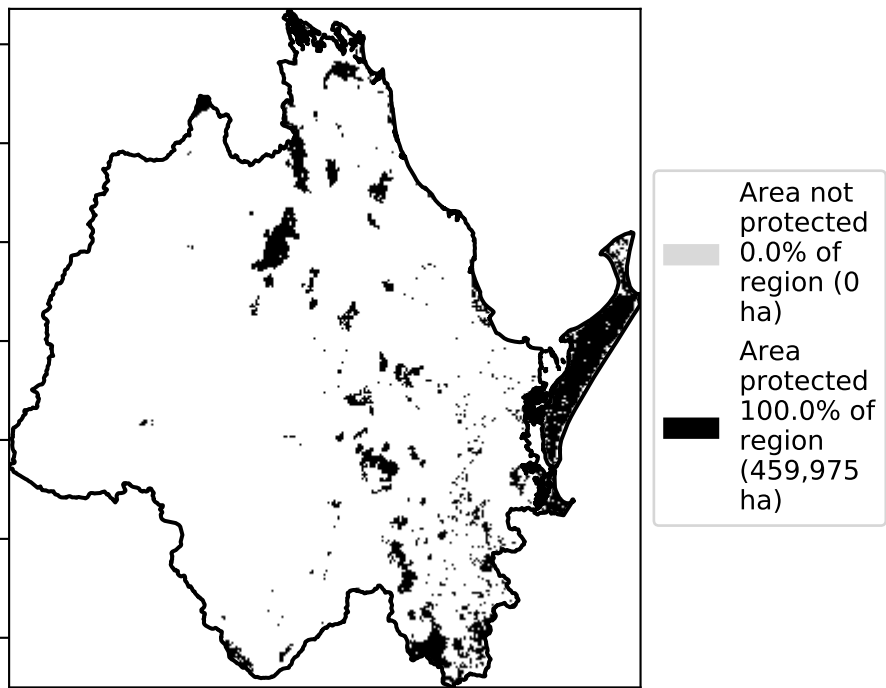 Area not
protected
0.0% of
region (0
ha)
Area
protected
100.0% of
region
(459,975
ha)